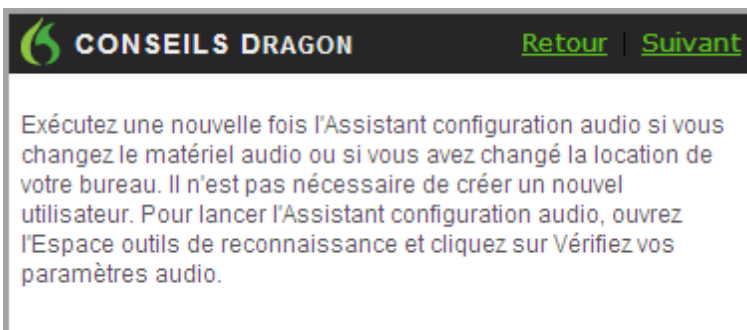 CONSEILS DRAGON Retour | Suivant
Exécutez une nouvelle fois l'Assistant configuration audio si vous
changez le matériel audio ou si vous avez changé la location de
votre bureau. Il n'est pas nécessaire de créer un nouvel
utilisateur. Pour lancer l'Assistant configuration audio, ouvrez
l'Espace outils de reconnaissance et cliquez sur Vérifiez vos
paramètres audio.